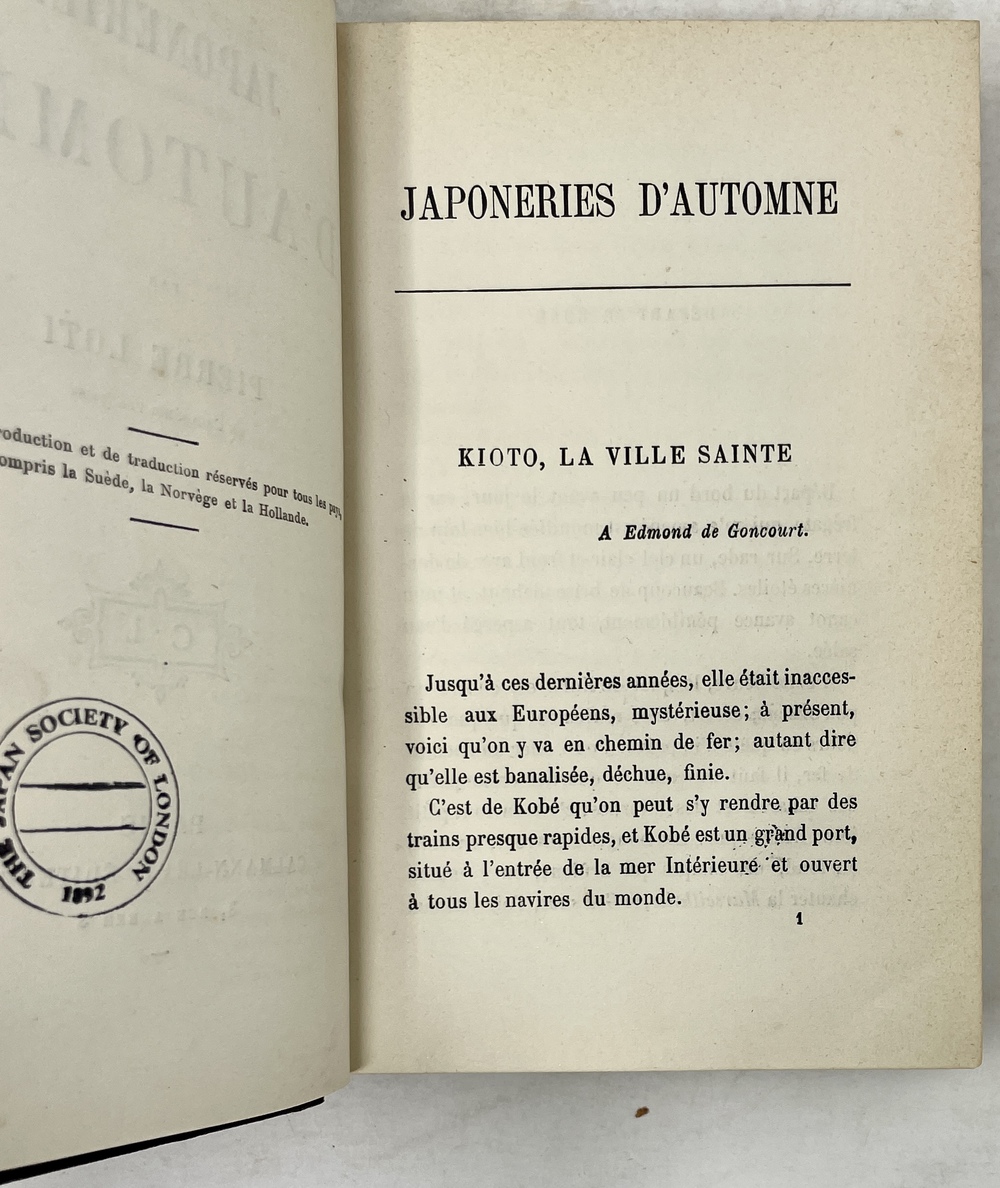 roduction et de traduction réservés pour tous les pays,
ompris la Suède, la Norvège et la Hollande.
THE JAPAN SOCIETY OF LONDON
1892
JAPONERIES D'AUTOMNE
KIOTO, LA VILLE SAINTE
A Edmond de Goncourt.
Jusqu'à ces dernières années, elle était inacces-
sible aux Européens, mystérieuse; à présent,
voici qu'on y va en chemin de fer; autant dire
qu'elle est banalisée, déchue, finie.
C'est de Kobé qu'on peut s'y rendre par des
trains presque rapides, et Kobé est un grand port,
situé à l'entrée de la mer Intérieure et ouvert
à tous les navires du monde.
1